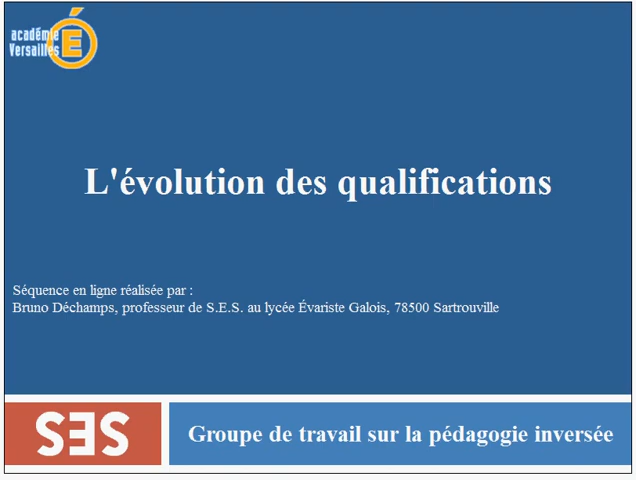 académie
Versailles
L'évolution des qualifications
Séquence en ligne réalisée par :
Bruno Déchamps, professeur de S.E.S. au lycée Évariste Galois, 78500 Sartrouville
SES
Groupe de travail sur la pédagogie inversée